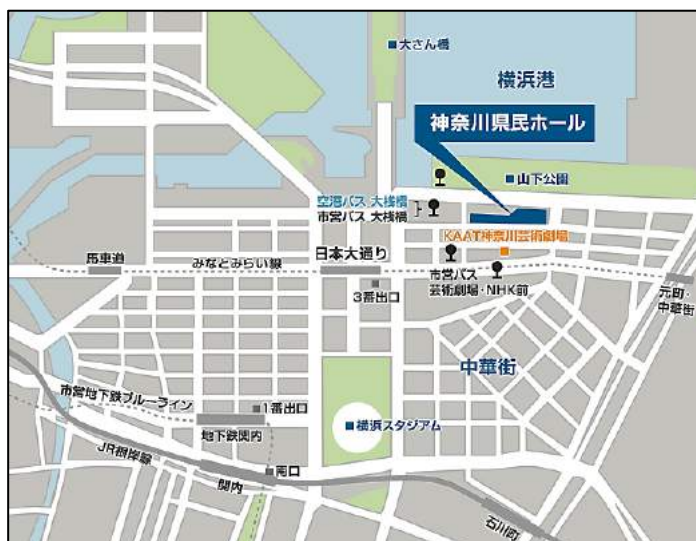 大さん橋
横浜港
神奈川県民ホール
山下公園
空港バス 大桟橋
市営バス 大桟橋
KAAT神奈川芸術劇場
日本大通り
馬車道
みなとみらい線
市営バス
芸術劇場・NHK前
3番出口
元町・
中華街
中華街
市営地下鉄ブルーライン
1番出口
地下鉄関内
横浜スタジアム
JR根岸線
南口
関内
石川町